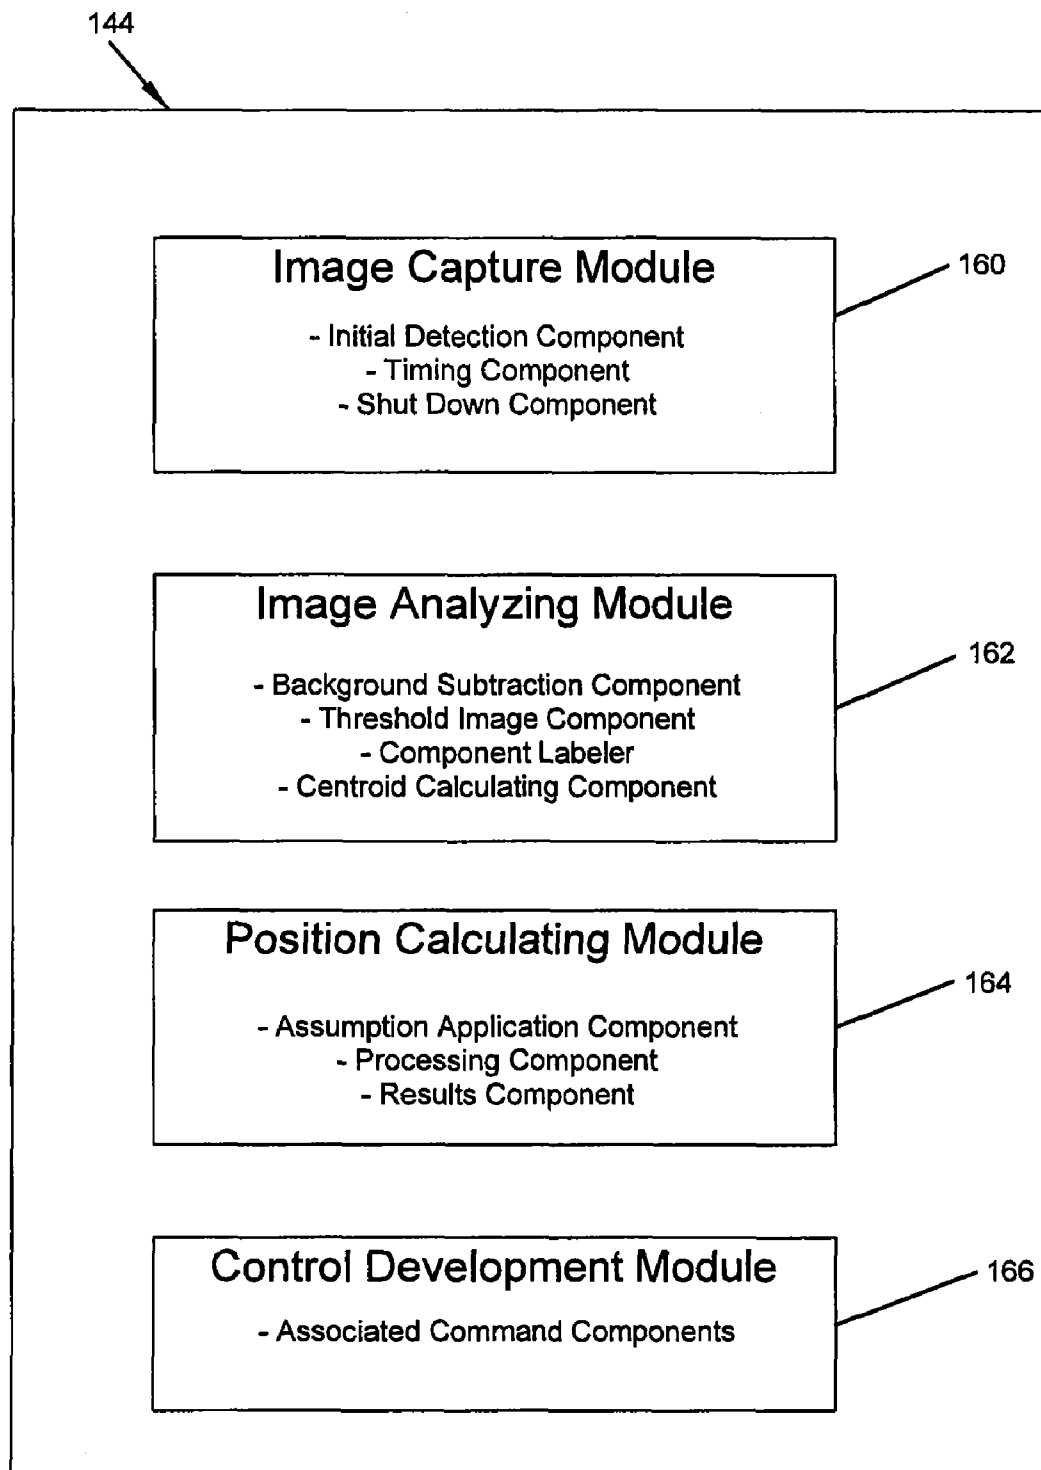 144
Image Capture Module
160
- Initial Detection Component
- Timing Component
- Shut Down Component
Image Analyzing Module
162
- Background Subtraction Component
- Threshold Image Component
- Component Labeler
- Centroid Calculating Component
Position Calculating Module
164
- Assumption Application Component
- Processing Component
- Results Component
Control Development Module
166
- Associated Command Components